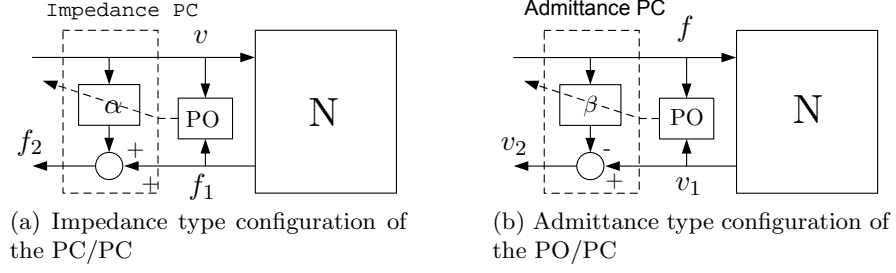 Impedance PC
v
α
PO
N
f2
+
+
f1
(a) Impedance type configuration of
the PC/PC
Admittance PC
f
β
PO
N
v2
-
+
v1
(b) Admittance type configuration of
the PO/PC